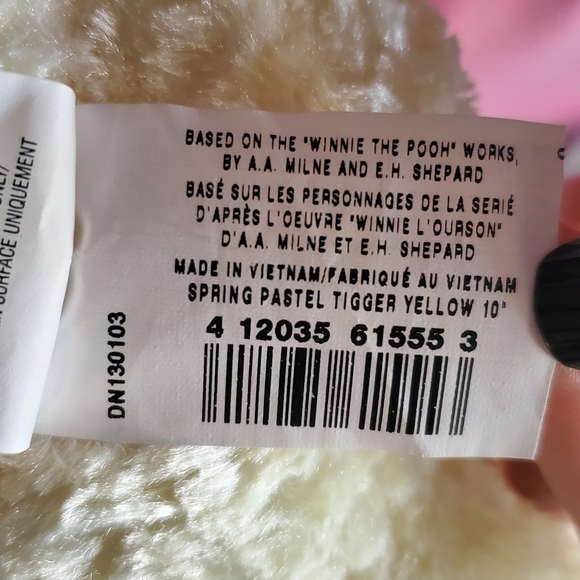 BASED ON THE "WINNIE THE POOH" WORKS,
BY A.A. MILNE AND E.H. SHEPARD
BASÉ SUR LES PERSONNAGES DE LA SERIÉ
D'APRÈS L'OEUVRE "WINNIE L'OURSON"
D'A.A. MILNE ET E.H. SHEPARD
MADE IN VIETNAM/FABRIQUÉ AU VIETNAM
SPRING PASTEL TIGGER YELLOW 10"
4 12035 61555 3
DN130103
SURFACE UNIQUEMENT